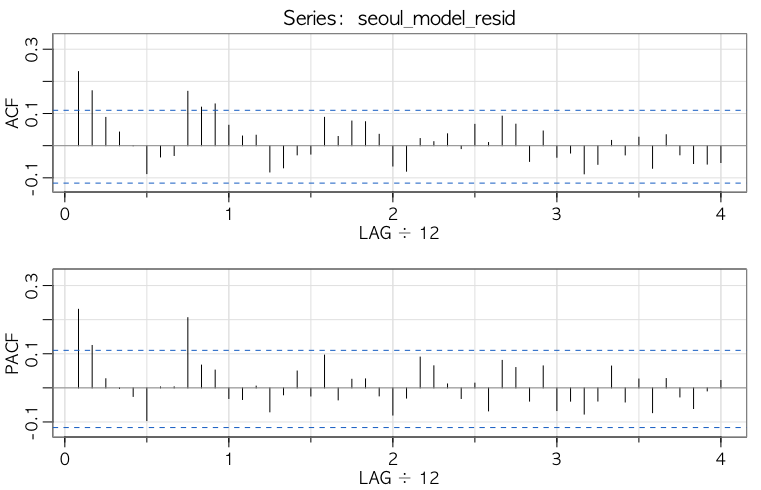 Series: seoul_model_resid
ACF
0.3
0.1
-0.1
0 1 2 3 4
LAG ÷ 12
PACF
0.3
0.1
-0.1
0 1 2 3 4
LAG ÷ 12